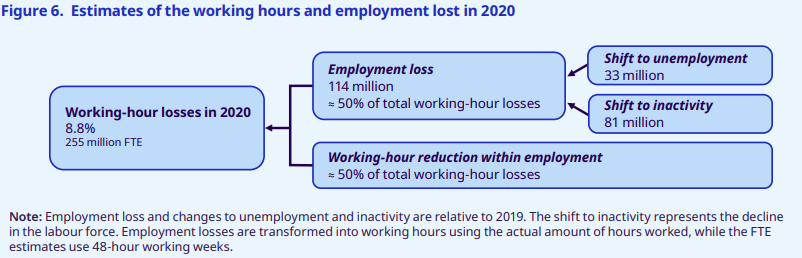 Figure 6. Estimates of the working hours and employment lost in 2020
Working-hour losses in 2020
8.8%
255 million FTE
Employment loss
114 million
≈ 50% of total working-hour losses
Shift to unemployment
33 million
Shift to inactivity
81 million
Working-hour reduction within employment
≈ 50% of total working-hour losses
Note: Employment loss and changes to unemployment and inactivity are relative to 2019. The shift to inactivity represents the decline
in the labour force. Employment losses are transformed into working hours using the actual amount of hours worked, while the FTE
estimates use 48-hour working weeks.